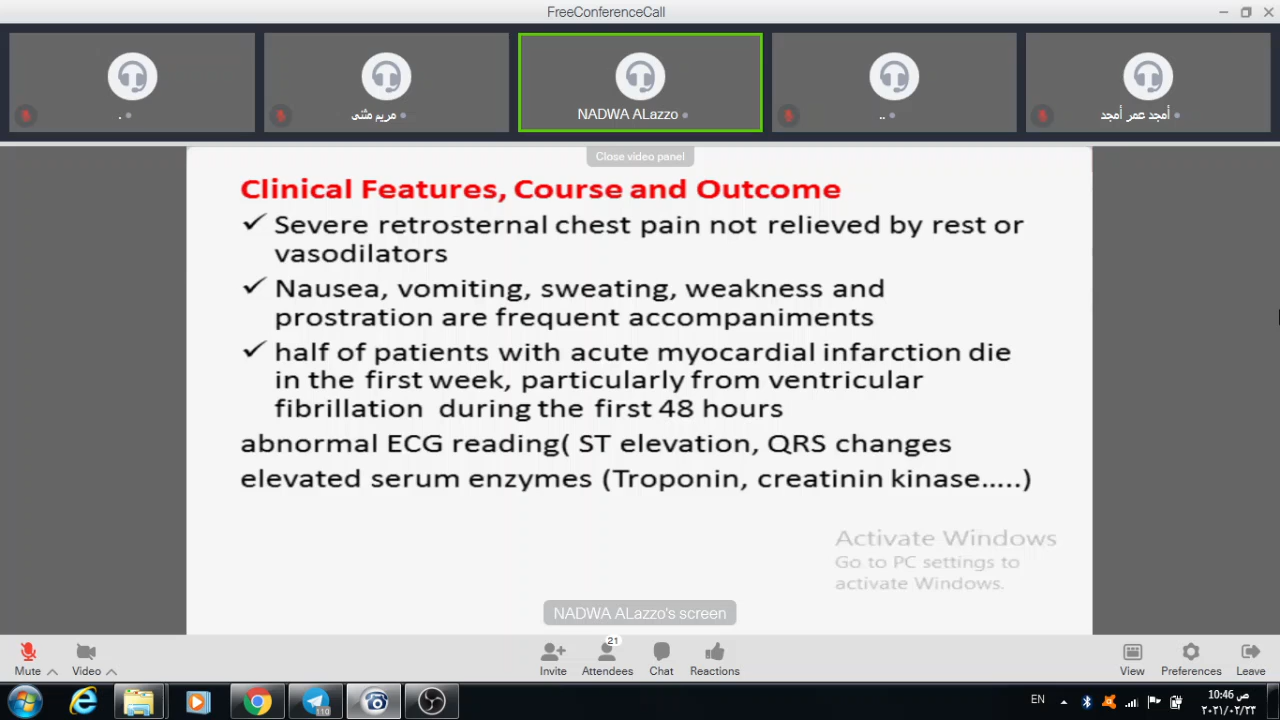 FreeConferenceCall
.
مريم مثنى
NADWA ALazzo
..
أمجد عمر أمجد
Close video panel
Clinical Features, Course and Outcome
✓ Severe retrosternal chest pain not relieved by rest or
vasodilators
✓ Nausea, vomiting, sweating, weakness and
prostration are frequent accompaniments
✓ half of patients with acute myocardial infarction die
in the first week, particularly from ventricular
fibrillation during the first 48 hours
abnormal ECG reading( ST elevation, QRS changes
elevated serum enzymes (Troponin, creatinin kinase.....)
Activate Windows
Go to PC settings to
activate Windows.
NADWA ALazzo's screen
21
Mute
Video
Invite
Attendees
Chat
Reactions
View
Preferences
Leave
110
EN
10:46 ص
٢٠٢١/٠٢/٢٣